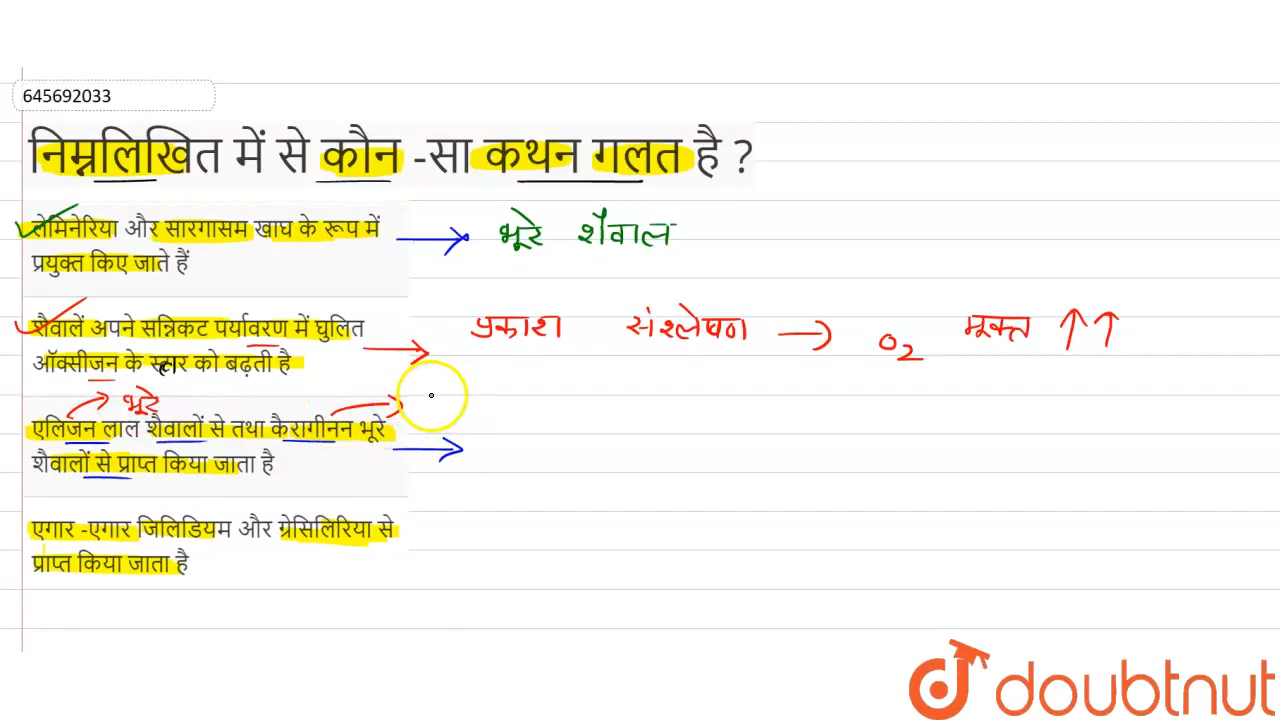 645692033
निम्नलिखित में से कौन -सा कथन गलत है ?
लेमिनेरिया और सारगासम खाघ के रूप में
प्रयुक्त किए जाते हैं
भूरे शैवाल
शैवालें अपने सन्निकट पर्यावरण में घुलित
ऑक्सीजन के स्तर को बढ़ती है
प्रकाश संश्लेषण → O2 मुक्त ↑↑
भूरे
एलिजन लाल शैवालों से तथा कैरागीनन भूरे
शैवालों से प्राप्त किया जाता है
एगार -एगार जिलिडियम और ग्रेसिलिरिया से
प्राप्त किया जाता है
doubtnut